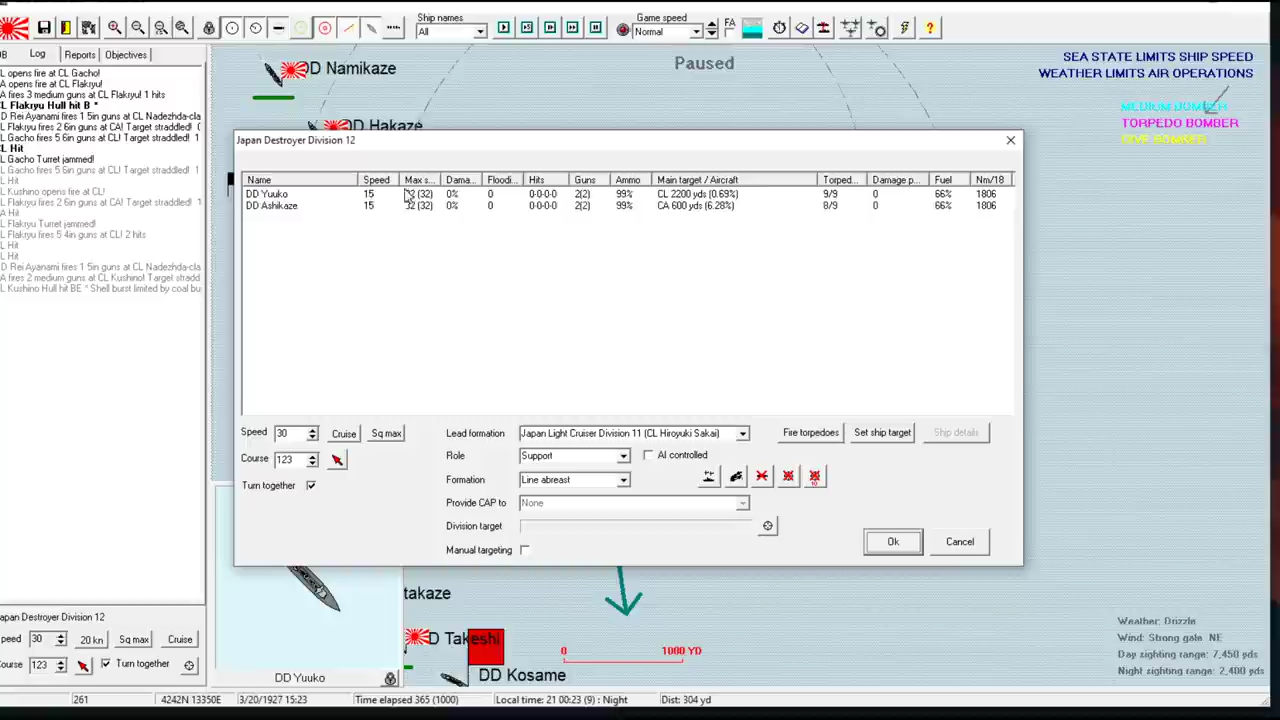 Ship names
All
Game speed
Normal
FA
Log
Reports
Objectives
L opens fire at CL Gacho!
A opens fire at CL Flakryu!
A fires 3 medium guns at CL Flakryu! 1 hits
L Flakryu Hull hit B *
D Rei Ayanami fires 1 5in guns at CL Nadezhda-cla
L Flakryu fires 2 6in guns at CA! Target straddled! (
L Gacho fires 5 6in guns at CL! Target straddled! 1
L Hit
L Gacho Turret jammed!
L Hit
L Kushino opens fire at CL!
L Flakryu fires 2 6in guns at CA! Target straddled! 1
A Hit
L Flakryu Turret jammed!
L Flakryu fires 5 4in guns at CL! 2 hits
L Hit
L Hit
D Rei Ayanami fires 1 5in guns at CL Nadezhda-cla
A fires 2 medium guns at CL Kushino! Target stradd
L Kushino Hull hit BE * Shell burst limited by coal bu
D Namikaze
D Hakaze
Paused
SEA STATE LIMITS SHIP SPEED
WEATHER LIMITS AIR OPERATIONS
MEDIUM BOMBER
TORPEDO BOMBER
DIVE BOMBER
Japan Destroyer Division 12
Name Speed Max s... Dama... Floodi... Hits Guns Ammo Main target / Aircraft Torped... Damage p... Fuel Nm/18
DD Yuuko 15 32 (32) 0% 0 0-0-0-0 2(2) 99% CL 2200 yds (0.69%) 9/9 0 66% 1806
DD Ashikaze 15 32 (32) 0% 0 0-0-0-0 2(2) 99% CA 600 yds (6.28%) 8/9 0 66% 1806
Speed 30 Cruise Sq max
Course 123
Turn together
Lead formation Japan Light Cruiser Division 11 (CL Hiroyuki Sakai)
Fire torpedoes Set ship target Ship details
Role Support AI controlled
Formation Line abreast
Provide CAP to None
Division target
Manual targeting
Ok Cancel
takaze
D Takeshi
DD Kosame
0 1000 YD
Weather: Drizzle
Wind: Strong gale NE
Day sighting range: 7,450 yards
Night sighting range: 2,400 yards
apan Destroyer Division 12
peed 30 20 kn Sq max Cruise
ourse 123 Turn together
DD Yuuko
261 4242N 13350E 3/20/1927 15:23 Time elapsed 365 (1000) Local time: 21 00:23 (9) : Night Dist: 304 yd